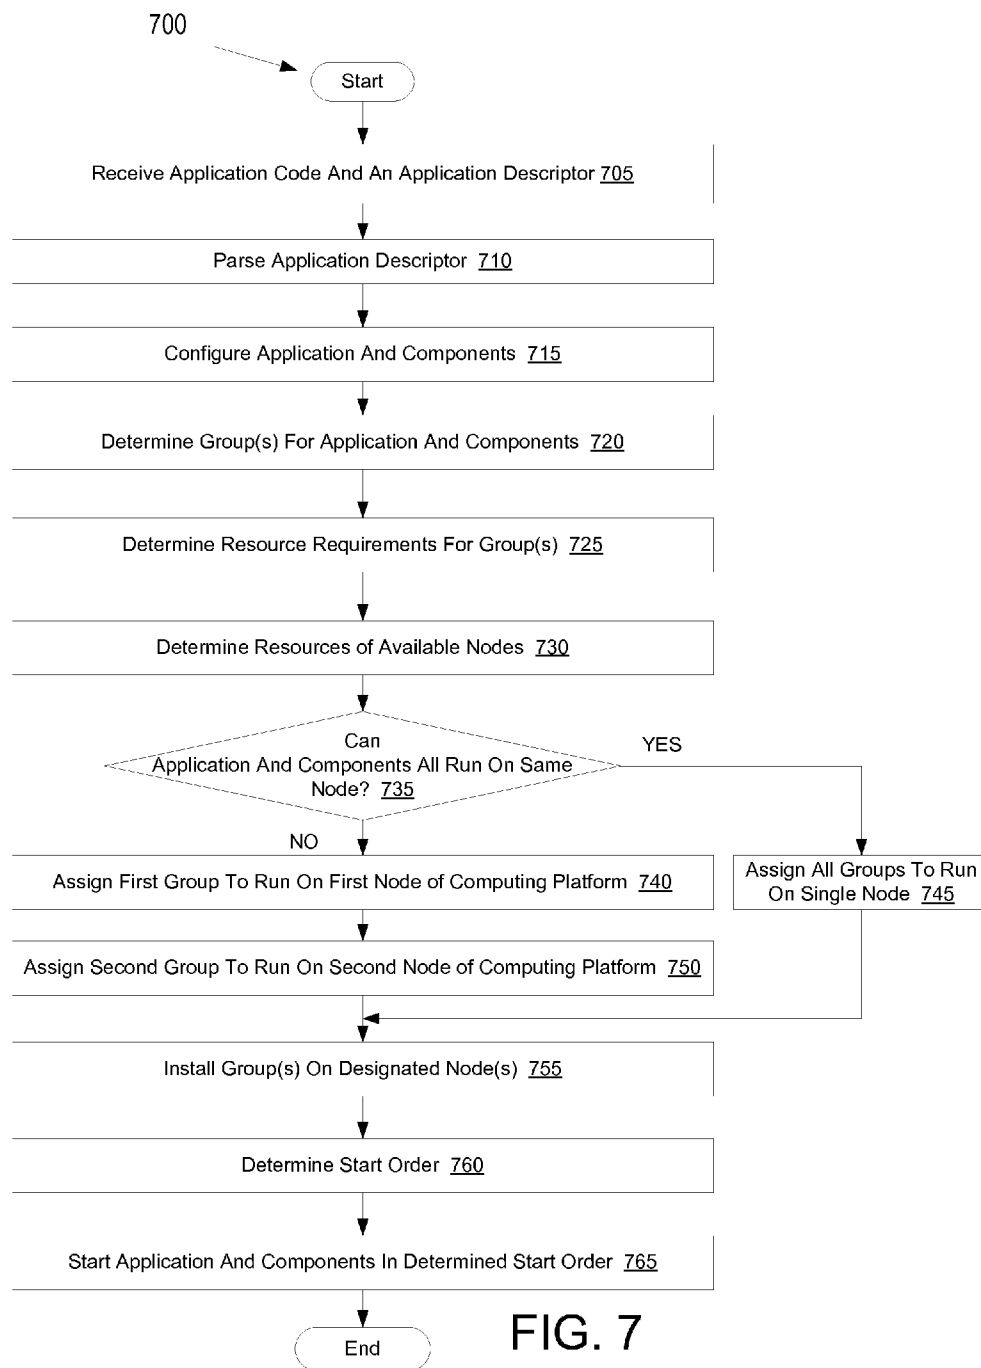 700
Start
Receive Application Code And An Application Descriptor 705
Parse Application Descriptor 710
Configure Application And Components 715
Determine Group(s) For Application And Components 720
Determine Resource Requirements For Group(s) 725
Determine Resources of Available Nodes 730
Can
Application And Components All Run On Same
Node? 735
YES
NO
Assign First Group To Run On First Node of Computing Platform 740
Assign All Groups To Run
On Single Node 745
Assign Second Group To Run On Second Node of Computing Platform 750
Install Group(s) On Designated Node(s) 755
Determine Start Order 760
Start Application And Components In Determined Start Order 765
End
FIG. 7